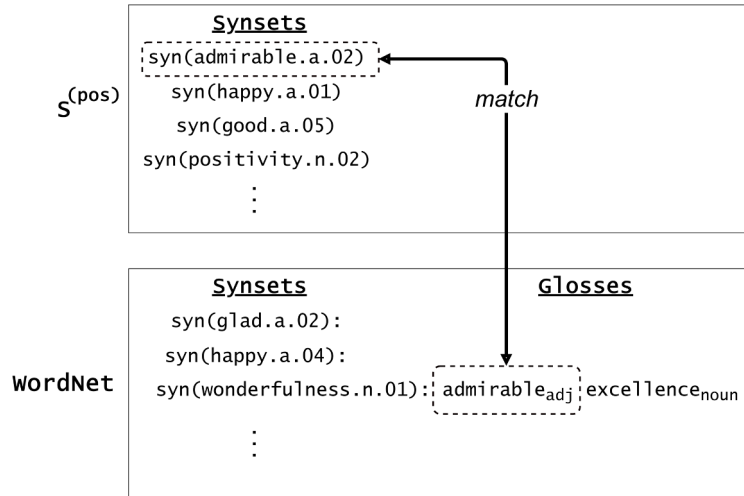 Synsets
syn(admirable.a.02)
syn(happy.a.01)
match
S(pos)
syn(good.a.05)
syn(positivity.n.02)
⋮
Synsets Glosses
syn(glad.a.02):
syn(happy.a.04):
WordNet
syn(wonderfulness.n.01): admirable adj excellence noun
⋮